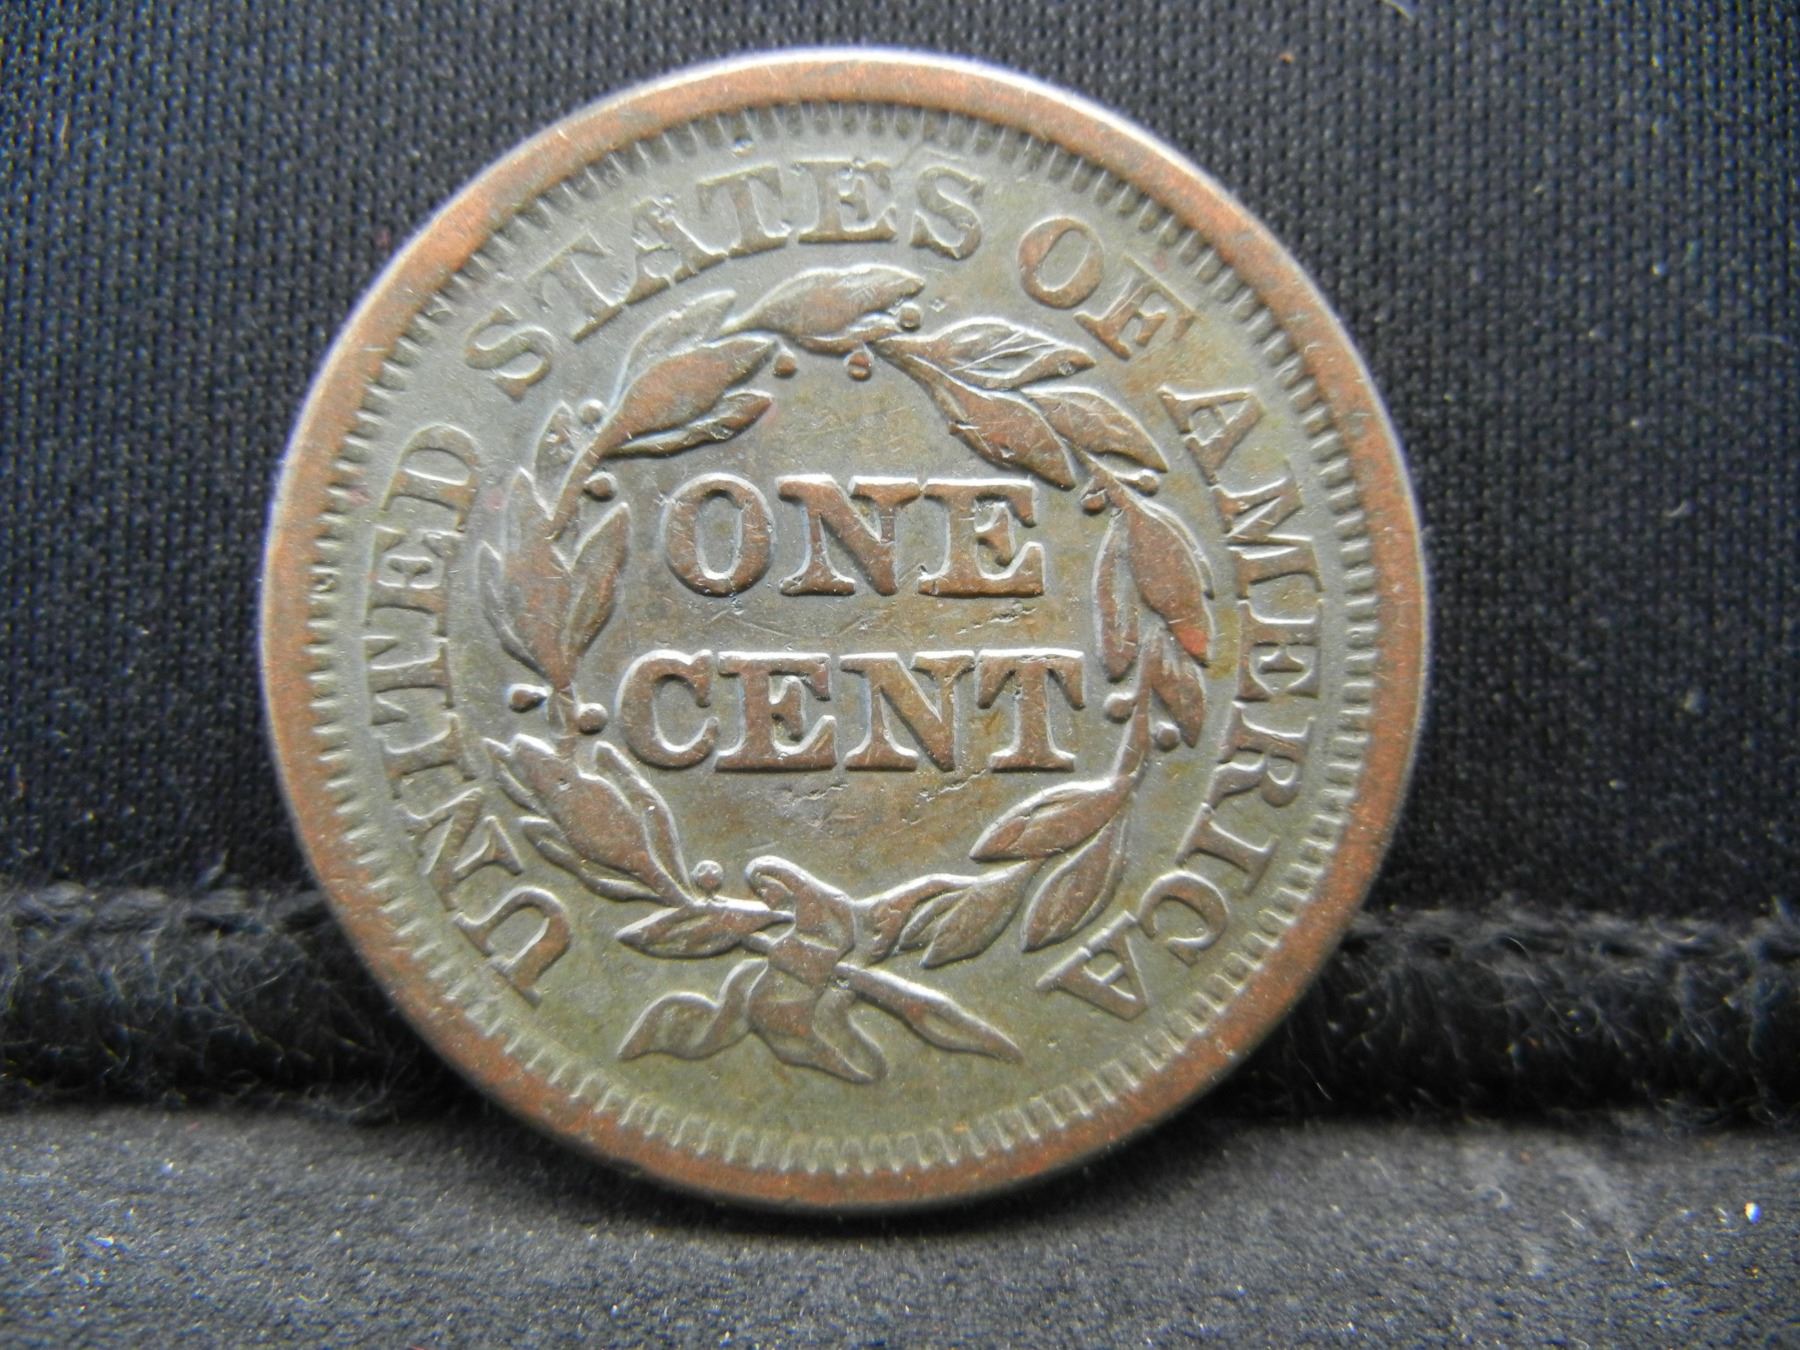 UNITED STATES OF AMERICA
ONE
CENT